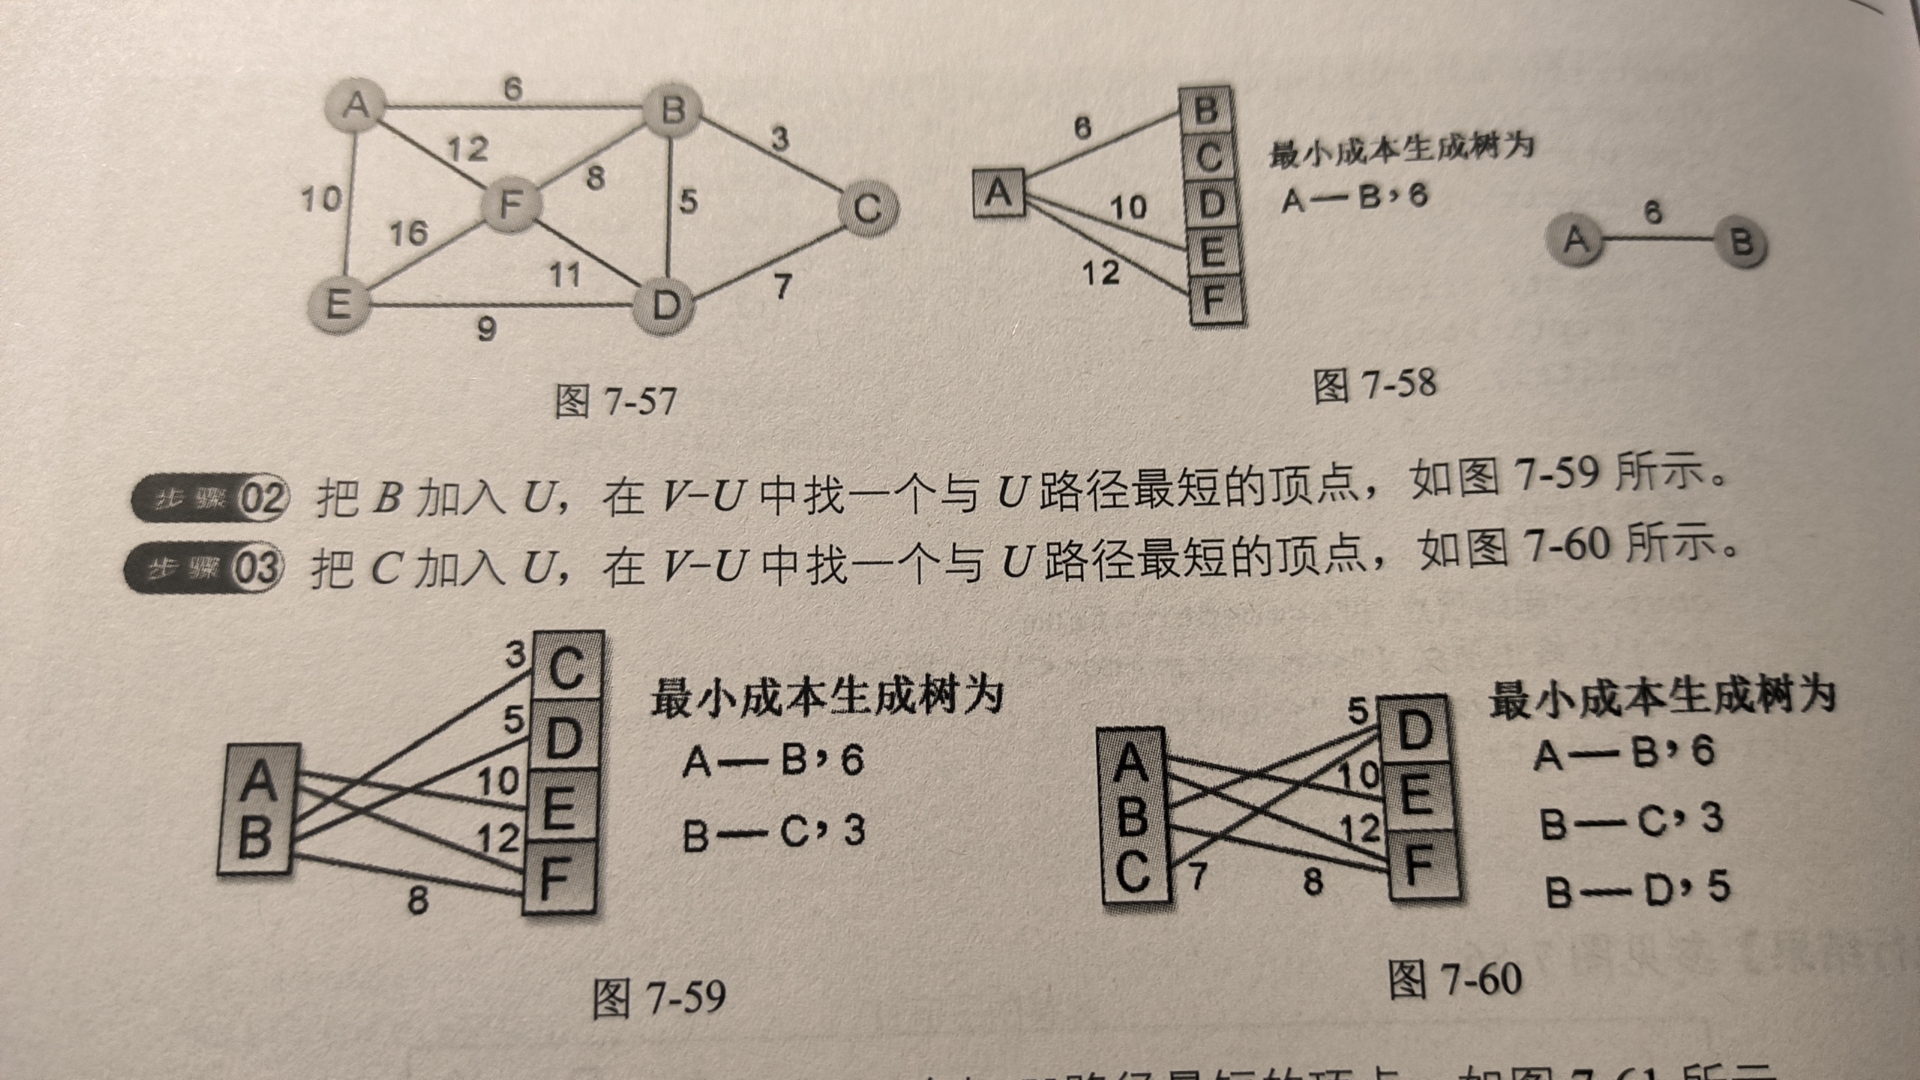 A 6 B
12 3
10 F 8 5 C
16
11 7
E D
9
图 7-57
6 B
C
A D
10 E
12 F
最小成本生成树为
A — B，6
A 6 B
图 7-58
步骤02 把 B 加入 U，在 V-U 中找一个与 U 路径最短的顶点，如图 7-59 所示。
步骤03 把 C 加入 U，在 V-U 中找一个与 U 路径最短的顶点，如图 7-60 所示。
3 C
5 D
A 10 E
B 12 F
8
最小成本生成树为
A — B，6
B — C，3
图 7-59
5 D
A 10 E
B 12 F
C 7 8
最小成本生成树为
A — B，6
B — C，3
B — D，5
图 7-60
个与 U 路径最短的顶点，如图 7-61 所示